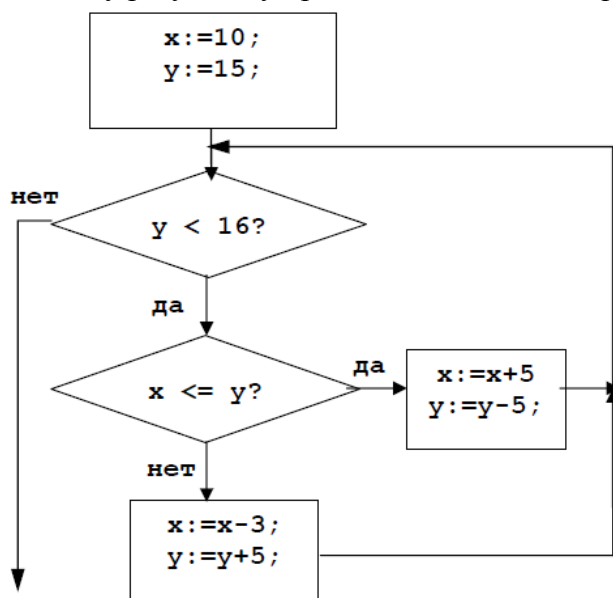 x:=10;
y:=15;
нет
y < 16?
да
x <= y?
да
x:=x+5
y:=y-5;
нет
x:=x-3;
y:=y+5;